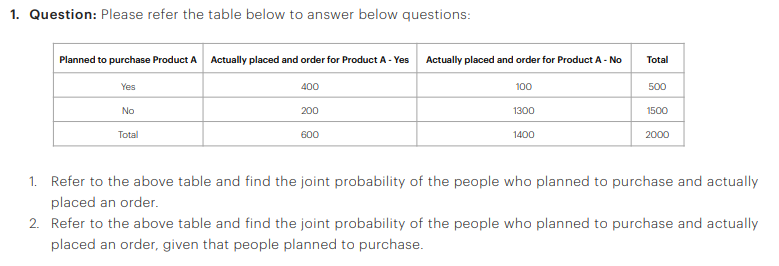 1. Question: Please refer the table below to answer below questions:
Planned to purchase Product A Actually placed and order for Product A - Yes Actually placed and order for Product A - No Total
Yes 400 100 500
No 200 1300 1500
Total 600 1400 2000
1. Refer to the above table and find the joint probability of the people who planned to purchase and actually
placed an order.
2. Refer to the above table and find the joint probability of the people who planned to purchase and actually
placed an order, given that people planned to purchase.